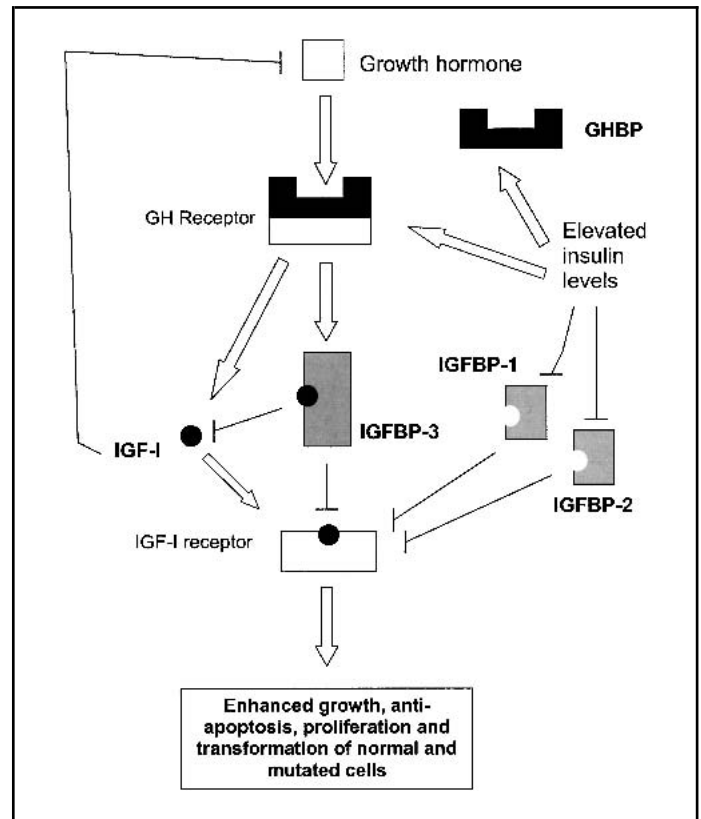 Growth hormone
GHBP
GH Receptor
Elevated
insulin
levels
IGFBP-1
IGFBP-3
IGF-I
IGFBP-2
IGF-I receptor
Enhanced growth, anti-
apoptosis, proliferation and
transformation of normal and
mutated cells